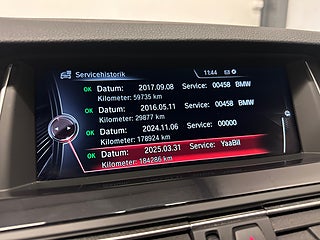 Servicehistorik 11:44
OK Datum: 2017.09.08 Service: 00458 BMW
Kilometer: 59735 km
OK Datum: 2016.05.11 Service: 00458 BMW
Kilometer: 29877 km
OK Datum: 2024.11.06 Service: 00000
Kilometer: 178924 km
OK Datum: 2025.03.31 Service: YaaBil
Kilometer: 184286 km